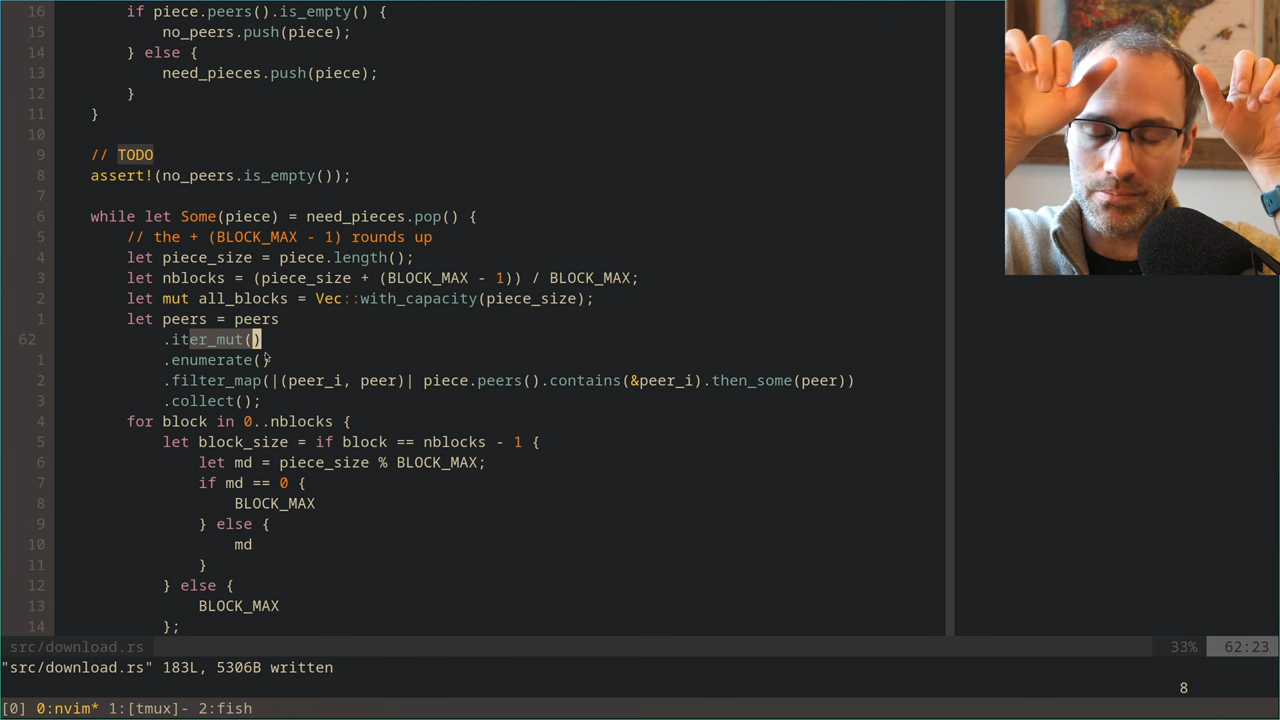 16 if piece.peers().is_empty() {
15 no_peers.push(piece);
14 } else {
13 need_pieces.push(piece);
12 }
11 }
10
9 // TODO
8 assert!(no_peers.is_empty());
7
6 while let Some(piece) = need_pieces.pop() {
5 // the + (BLOCK_MAX - 1) rounds up
4 let piece_size = piece.length();
3 let nblocks = (piece_size + (BLOCK_MAX - 1)) / BLOCK_MAX;
2 let mut all_blocks = Vec::with_capacity(piece_size);
1 let peers = peers
62 .iter_mut()
1 .enumerate()
2 .filter_map(|(peer_i, peer)| piece.peers().contains(&peer_i).then_some(peer))
3 .collect();
4 for block in 0..nblocks {
5 let block_size = if block == nblocks - 1 {
6 let md = piece_size % BLOCK_MAX;
7 if md == 0 {
8 BLOCK_MAX
9 } else {
10 md
11 }
12 } else {
13 BLOCK_MAX
14 };
src/download.rs 33% 62:23
"src/download.rs" 183L, 5306B written
8
[0] 0:nvim* 1:[tmux]- 2:fish